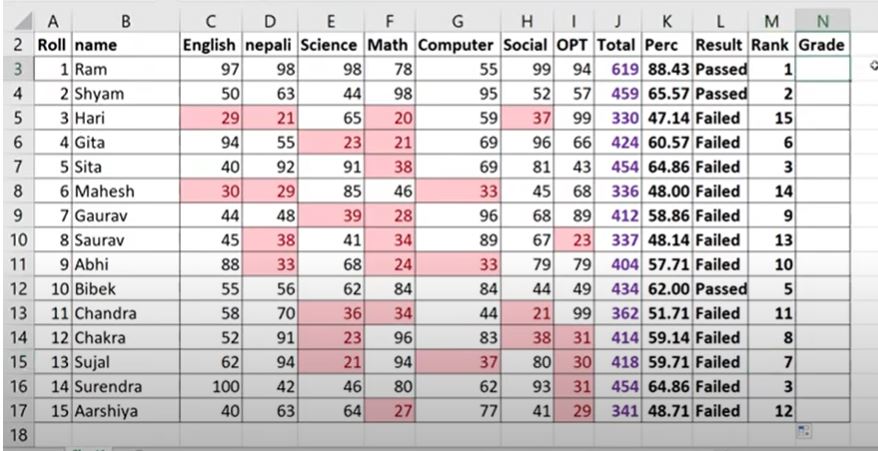 A B C D E F G H I J K L M N
2 Roll name English nepali Science Math Computer Social OPT Total Perc Result Rank Grade
3 1 Ram 97 98 98 78 55 99 94 619 88.43 Passed 1
4 2 Shyam 50 63 44 98 95 52 57 459 65.57 Passed 2
5 3 Hari 29 21 65 20 59 37 99 330 47.14 Failed 15
6 4 Gita 94 55 23 21 69 96 66 424 60.57 Failed 6
7 5 Sita 40 92 91 38 69 81 43 454 64.86 Failed 3
8 6 Mahesh 30 29 85 46 33 45 68 336 48.00 Failed 14
9 7 Gaurav 44 48 39 28 96 68 89 412 58.86 Failed 9
10 8 Saurav 45 38 41 34 89 67 23 337 48.14 Failed 13
11 9 Abhi 88 33 68 24 33 79 79 404 57.71 Failed 10
12 10 Bibek 55 56 62 84 84 44 49 434 62.00 Passed 5
13 11 Chandra 58 70 36 34 44 21 99 362 51.71 Failed 11
14 12 Chakra 52 91 23 96 83 38 31 414 59.14 Failed 8
15 13 Sujal 62 94 21 94 37 80 30 418 59.71 Failed 7
16 14 Surendra 100 42 46 80 62 93 31 454 64.86 Failed 3
17 15 Aarshiya 40 63 64 27 77 41 29 341 48.71 Failed 12
18